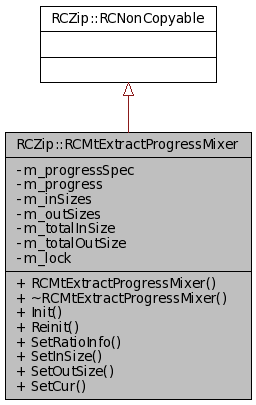 RCZip::RCNonCopyable
RCZip::RCMtExtractProgressMixer
- m_progressSpec
- m_progress
- m_inSizes
- m_outSizes
- m_totalInSize
- m_totalOutSize
- m_lock
+ RCMtExtractProgressMixer()
+ ~RCMtExtractProgressMixer()
+ Init()
+ Reinit()
+ SetRatioInfo()
+ SetInSize()
+ SetOutSize()
+ SetCur()